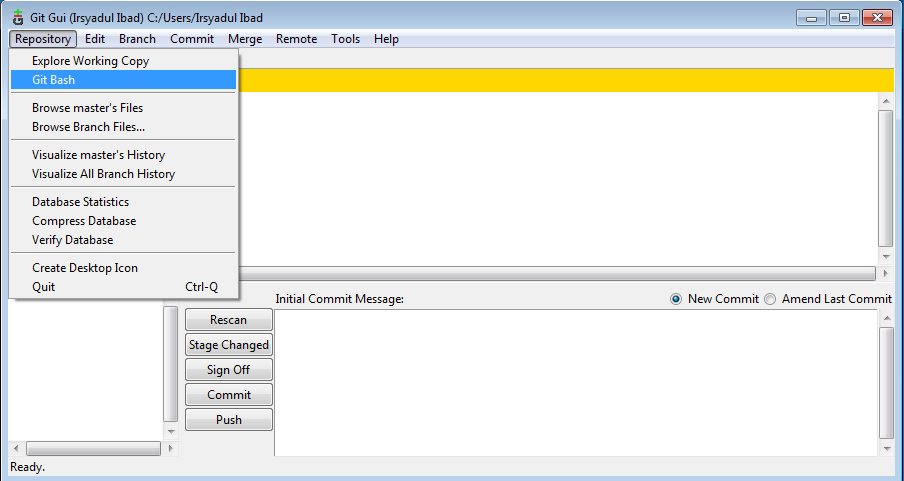 Git Gui (Irsyadul Ibad) C:/Users/Irsyadul Ibad
Repository Edit Branch Commit Merge Remote Tools Help
Explore Working Copy
Git Bash
Browse master's Files
Browse Branch Files...
Visualize master's History
Visualize All Branch History
Database Statistics
Compress Database
Verify Database
Create Desktop Icon
Quit Ctrl-Q
Initial Commit Message: New Commit Amend Last Commit
Rescan
Stage Changed
Sign Off
Commit
Push
Ready.